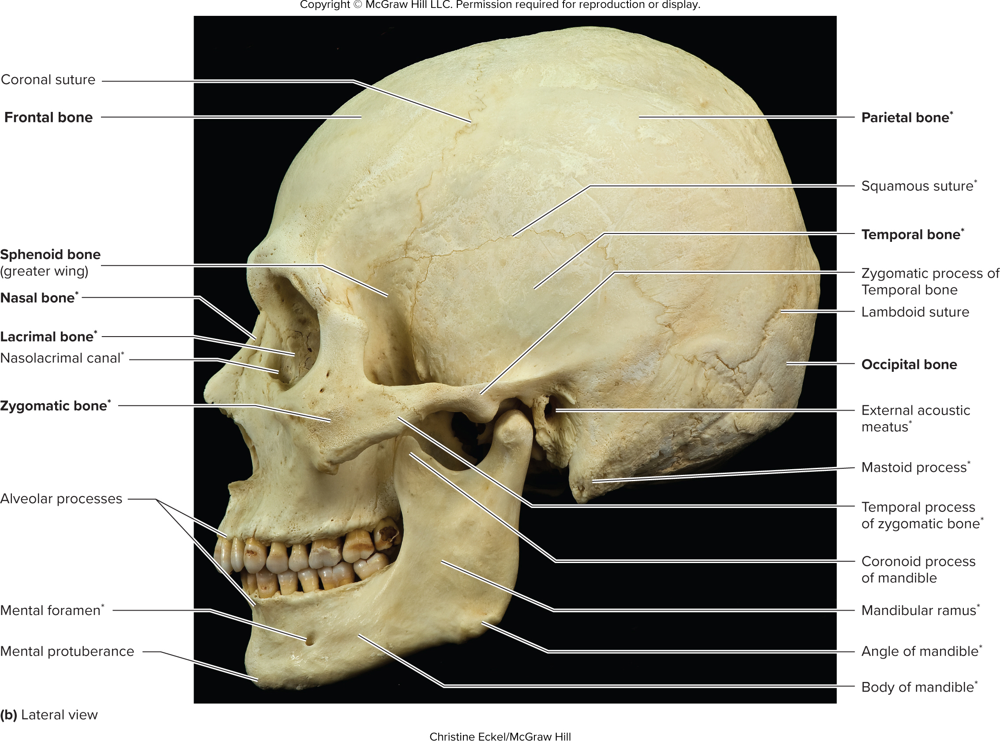 Copyright © McGraw Hill LLC. Permission required for reproduction or display.
Coronal suture
Frontal bone
Sphenoid bone
(greater wing)
Nasal bone*
Lacrimal bone*
Nasolacrimal canal*
Zygomatic bone*
Alveolar processes
Mental foramen*
Mental protuberance
Parietal bone*
Squamous suture*
Temporal bone*
Zygomatic process of
Temporal bone
Lambdoid suture
Occipital bone
External acoustic
meatus*
Mastoid process*
Temporal process
of zygomatic bone*
Coronoid process
of mandible
Mandibular ramus*
Angle of mandible*
Body of mandible*
(b) Lateral view
Christine Eckel/McGraw Hill